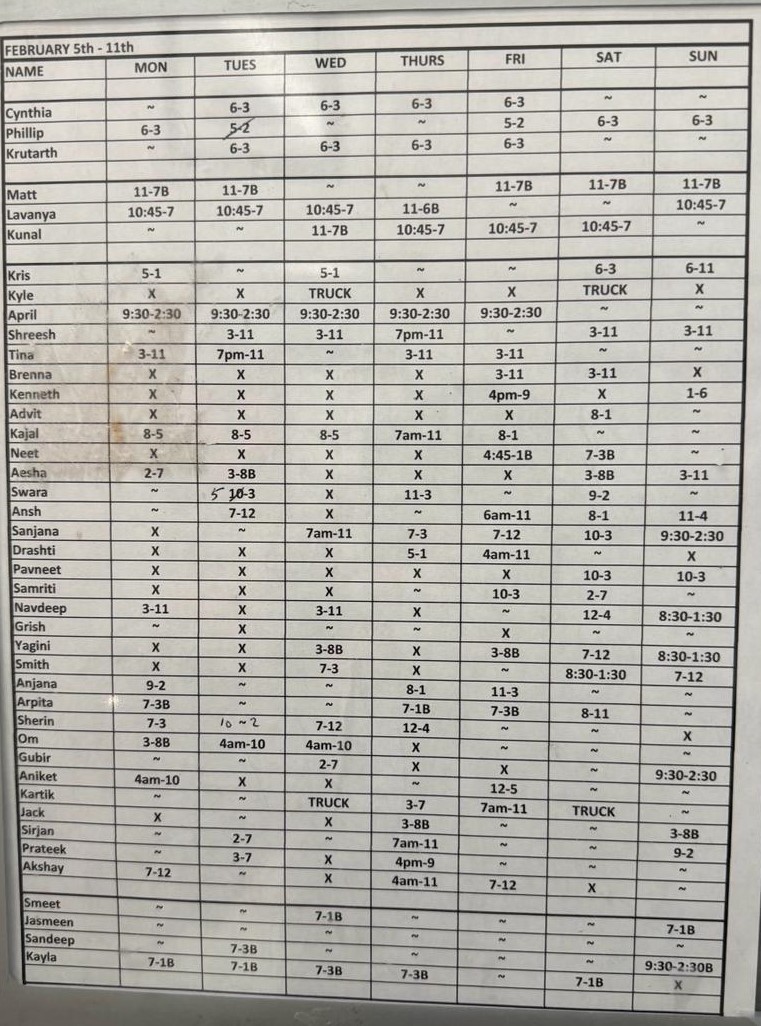 FEBRUARY 5th - 11th
NAME MON TUES WED THURS FRI SAT SUN
Cynthia ~ 6-3 6-3 6-3 6-3 ~ ~
Phillip 6-3 5-2 ~ ~ 5-2 6-3 6-3
Krutarth ~ 6-3 6-3 6-3 6-3 ~ ~
Matt 11-7B 11-7B ~ ~ 11-7B 11-7B 11-7B
Lavanya 10:45-7 10:45-7 10:45-7 11-6B ~ ~ 10:45-7
Kunal ~ ~ 11-7B 10:45-7 10:45-7 10:45-7 ~
Kris 5-1 ~ 5-1 ~ ~ 6-3 6-11
Kyle X X TRUCK X X TRUCK X
April 9:30-2:30 9:30-2:30 9:30-2:30 9:30-2:30 9:30-2:30 ~ ~
Shreesh ~ 3-11 3-11 7pm-11 ~ 3-11 3-11
Tina 3-11 7pm-11 ~ 3-11 3-11 ~ ~
Brenna X X X X 3-11 3-11 X
Kenneth X X X X 4pm-9 X 1-6
Advit X X X X X 8-1 ~
Kajal 8-5 8-5 8-5 7am-11 8-1 ~ ~
Neet X X X X 4:45-1B 7-3B ~
Aesha 2-7 3-8B X X X 3-8B 3-11
Swara ~ 5 10-3 X 11-3 ~ 9-2 ~
Ansh ~ 7-12 X ~ 6am-11 8-1 11-4
Sanjana X ~ 7am-11 7-3 7-12 10-3 9:30-2:30
Drashti X X X 5-1 4am-11 ~ X
Pavneet X X X X X 10-3 10-3
Samriti X X X ~ 10-3 2-7 ~
Navdeep 3-11 X 3-11 X ~ 12-4 8:30-1:30
Grish ~ X ~ ~ X ~ ~
Yagini X X 3-8B X 3-8B 7-12 8:30-1:30
Smith X X 7-3 X ~ 8:30-1:30 7-12
Anjana 9-2 ~ ~ 8-1 11-3 ~ ~
Arpita 7-3B ~ ~ 7-1B 7-3B 8-11 ~
Sherin 7-3 10~2 7-12 12-4 ~ ~ X
Om 3-8B 4am-10 4am-10 X ~ ~ ~
Gubir ~ ~ 2-7 X X ~ 9:30-2:30
Aniket 4am-10 X X ~ 12-5 ~ ~
Kartik ~ ~ TRUCK 3-7 7am-11 TRUCK ~
Jack X ~ X 3-8B ~ ~ 3-8B
Sirjan ~ 2-7 ~ 7am-11 ~ ~ 9-2
Prateek ~ 3-7 X 4pm-9 ~ ~ ~
Akshay 7-12 ~ X 4am-11 7-12 X ~
Smeet ~ ~ 7-1B ~ ~ ~ 7-1B
Jasmeen ~ ~ ~ ~ ~ ~ ~
Sandeep ~ 7-3B ~ ~ ~ ~ 9:30-2:30B
Kayla 7-1B 7-1B 7-3B 7-3B ~ 7-1B X